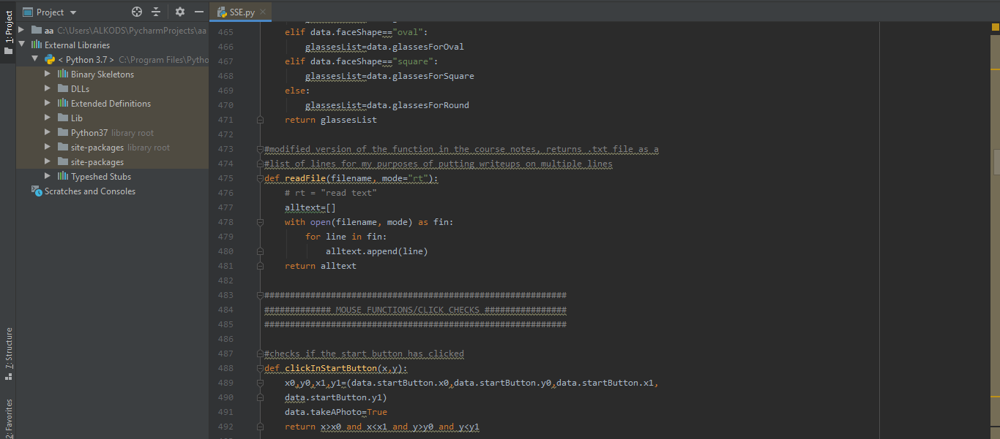 1: Project
7: Structure
2: Favorites
Project
SSE.py
aa C:\Users\ALKODS\PycharmProjects\aa
External Libraries
< Python 3.7 > C:\Program Files\Pytho
Binary Skeletons
DLLs
Extended Definitions
Lib
Python37 library root
site-packages library root
site-packages
Typeshed Stubs
Scratches and Consoles
465 elif data.faceShape=="oval":
466 glassesList=data.glassesForOval
467 elif data.faceShape=="square":
468 glassesList=data.glassesForSquare
469 else:
470 glassesList=data.glassesForRound
471 return glassesList
472
473 #modified version of the function in the course notes, returns .txt file as a
474 #list of lines for my purposes of putting writeups on multiple lines
475 def readFile(filename, mode="rt"):
476 # rt = "read text"
477 alltext=[]
478 with open(filename, mode) as fin:
479 for line in fin:
480 alltext.append(line)
481 return alltext
482
483 ###########################################################
484 ############# MOUSE FUNCTIONS/CLICK CHECKS ################
485 ###########################################################
486
487 #checks if the start button has clicked
488 def clickInStartButton(x,y):
489 x0,y0,x1,y1=(data.startButton.x0,data.startButton.y0,data.startButton.x1,
490 data.startButton.y1)
491 data.takeAPhoto=True
492 return x>x0 and x<x1 and y>y0 and y<y1